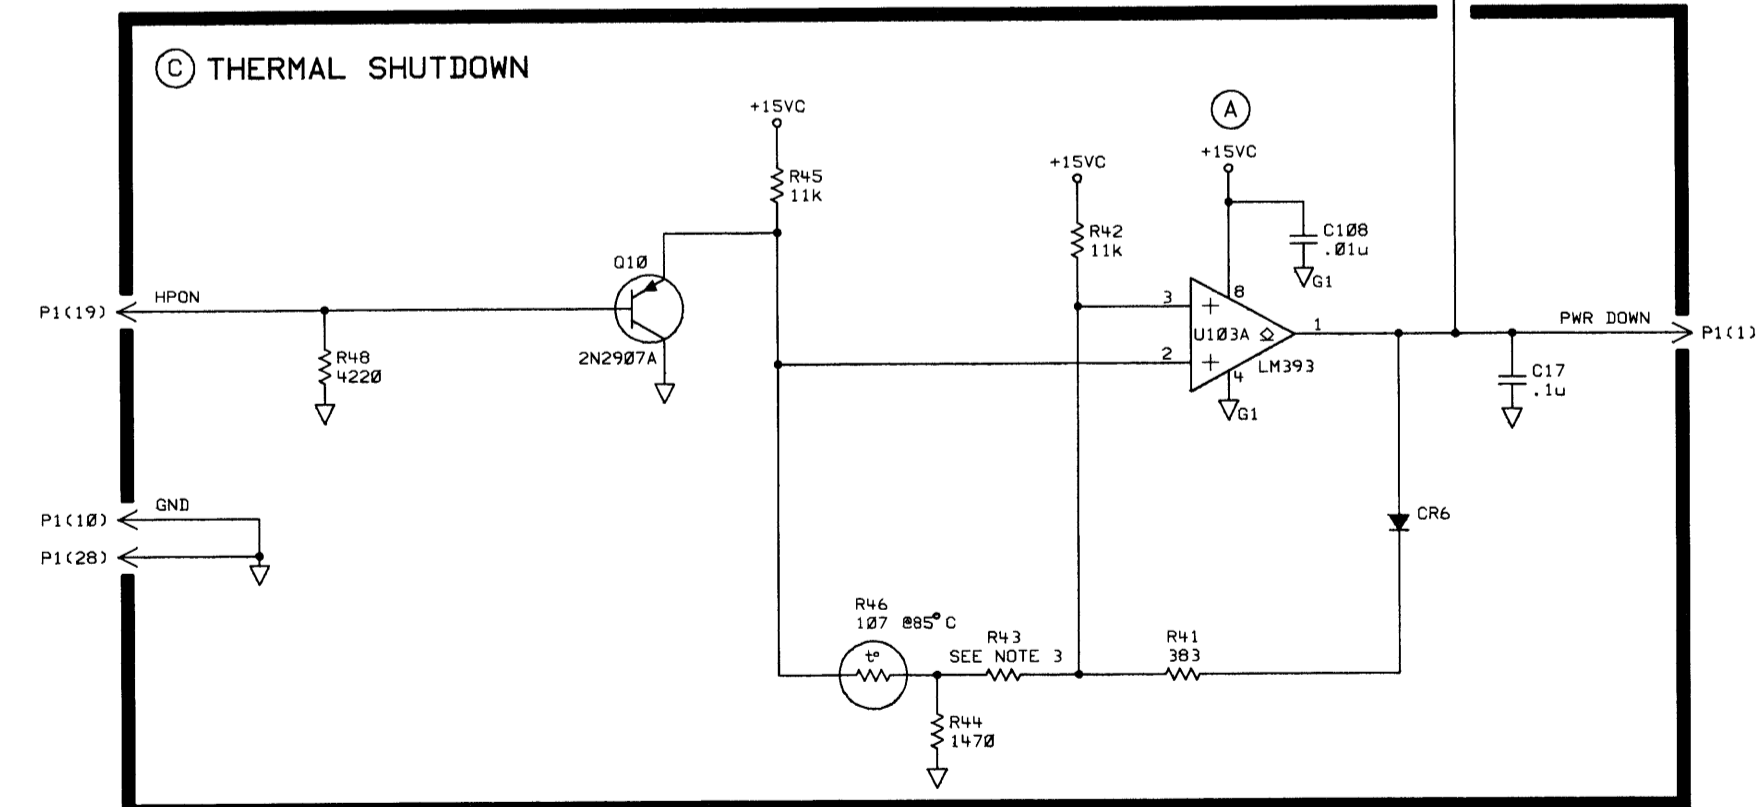 C THERMAL SHUTDOWN
+15VC
R45
11k
A
+15VC
+15VC
R42
11k
C108
.01u
G1
Q10
2N2907A
P1(19)
HPON
R48
4220
3
+
8
U103A
1
2
+
4
LM393
G1
PWR DOWN
P1(1)
C17
.1u
P1(10)
GND
P1(28)
CR6
R46
107 @85°C
t°
R43
SEE NOTE 3
R41
383
R44
1470